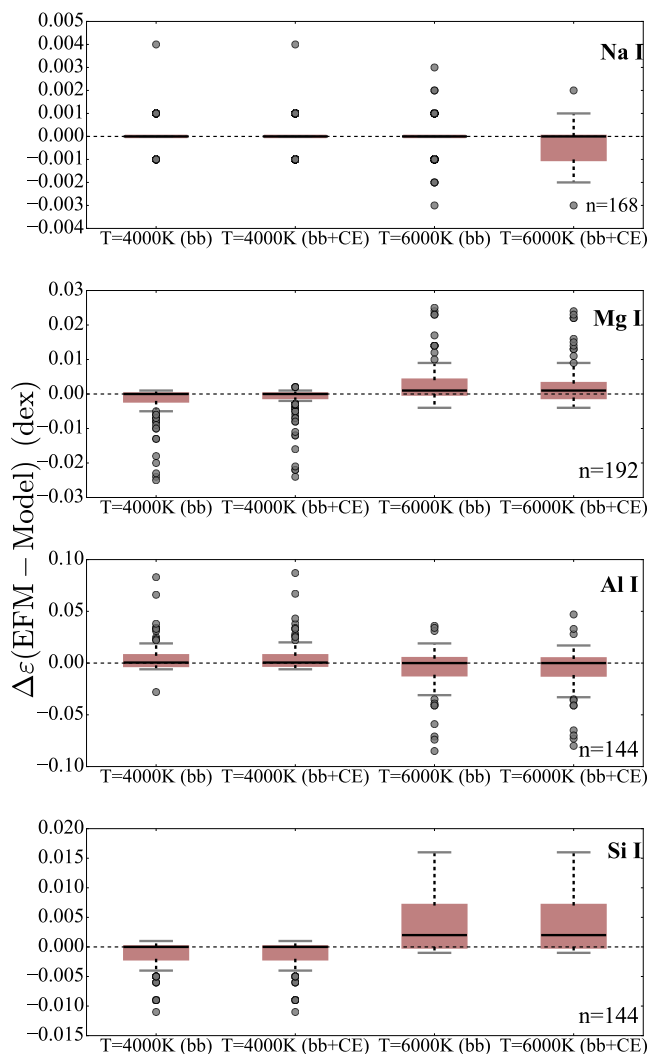 Δε(EFM − Model) (dex)
0.005
0.004
0.003
0.002
0.001
0.000
−0.001
−0.002
−0.003
−0.004
Na I
n=168
T=4000K (bb) T=4000K (bb+CE) T=6000K (bb) T=6000K (bb+CE)
0.03
0.02
0.01
0.00
−0.01
−0.02
−0.03
Mg I
n=192
T=4000K (bb) T=4000K (bb+CE) T=6000K (bb) T=6000K (bb+CE)
0.10
0.05
0.00
−0.05
−0.10
Al I
n=144
T=4000K (bb) T=4000K (bb+CE) T=6000K (bb) T=6000K (bb+CE)
0.020
0.015
0.010
0.005
0.000
−0.005
−0.010
−0.015
Si I
n=144
T=4000K (bb) T=4000K (bb+CE) T=6000K (bb) T=6000K (bb+CE)